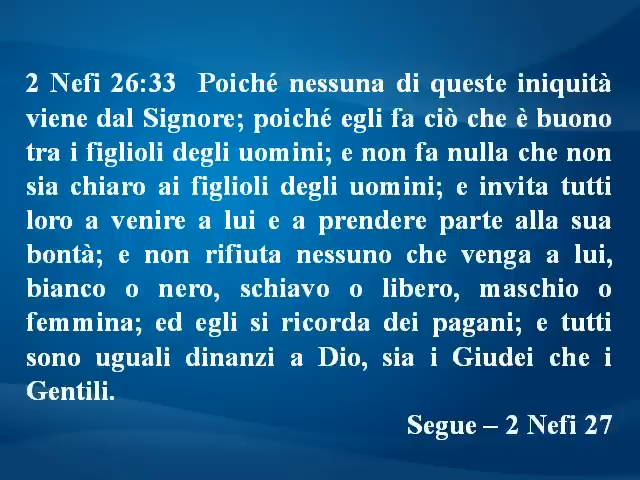 2 Nefi 26:33  Poiché nessuna di queste iniquità
viene dal Signore; poiché egli fa ciò che è buono
tra i figlioli degli uomini; e non fa nulla che non
sia chiaro ai figlioli degli uomini; e invita tutti
loro a venire a lui e a prendere parte alla sua
bontà; e non rifiuta nessuno che venga a lui,
bianco o nero, schiavo o libero, maschio o
femmina; ed egli si ricorda dei pagani; e tutti
sono uguali dinanzi a Dio, sia i Giudei che i
Gentili.
Segue – 2 Nefi 27